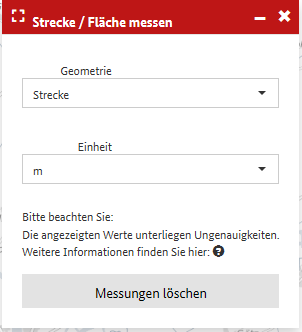 Strecke / Fläche messen
Geometrie
Strecke
Einheit
m
Bitte beachten Sie:
Die angezeigten Werte unterliegen Ungenauigkeiten.
Weitere Informationen finden Sie hier: ?
Messungen löschen